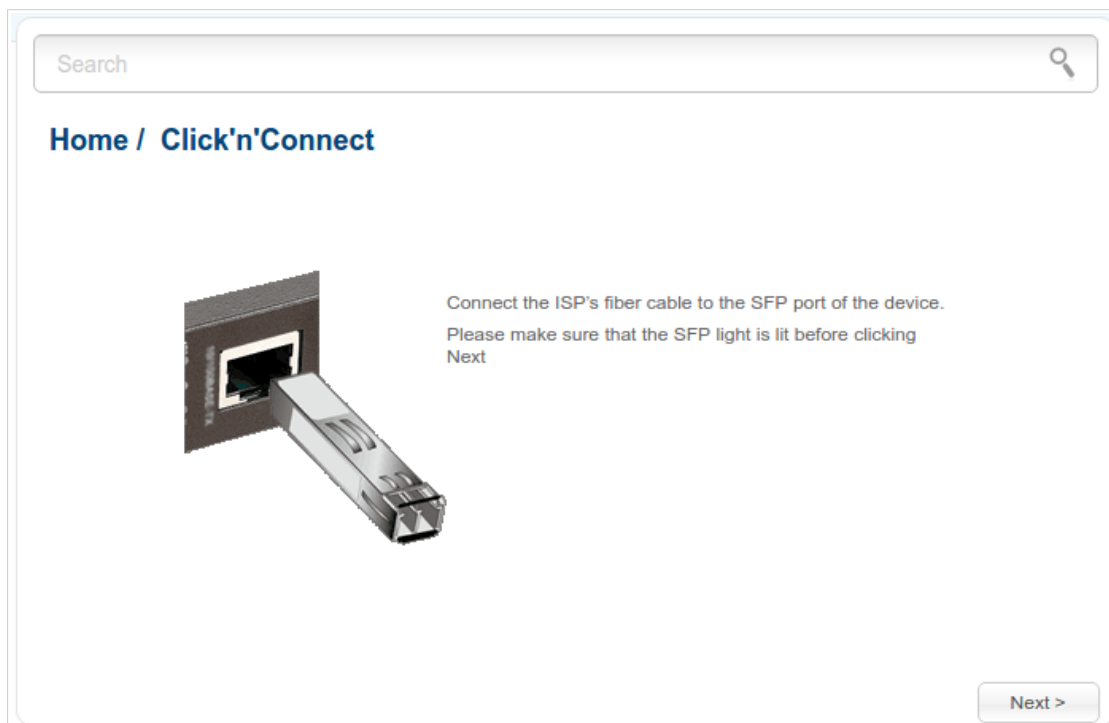 Search
Home / Click'n'Connect
Connect the ISP's fiber cable to the SFP port of the device.
Please make sure that the SFP light is lit before clicking
Next
Next >